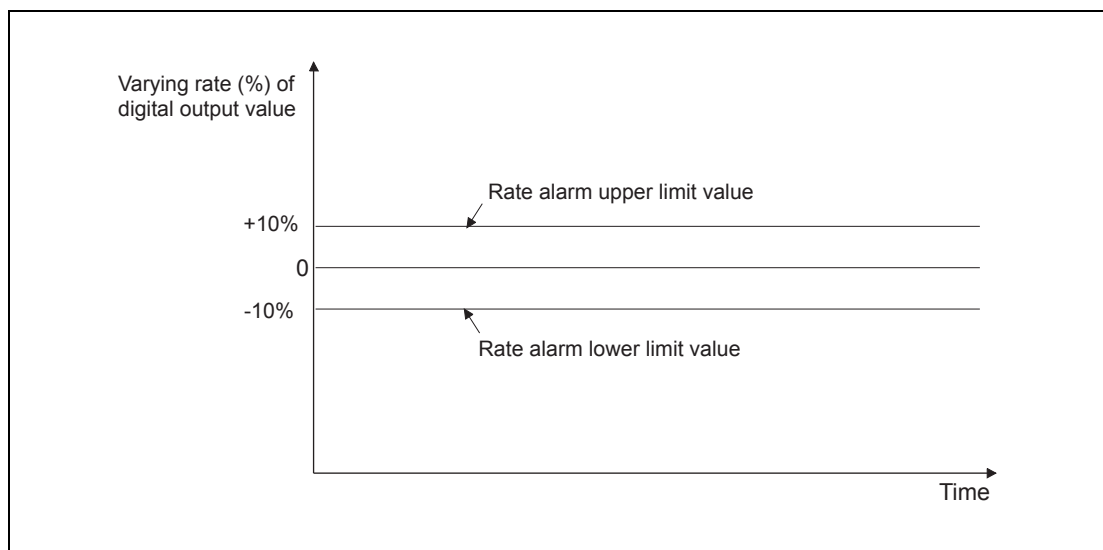 Varying rate (%) of
digital output value
Rate alarm upper limit value
+10%
0
-10%
Rate alarm lower limit value
Time